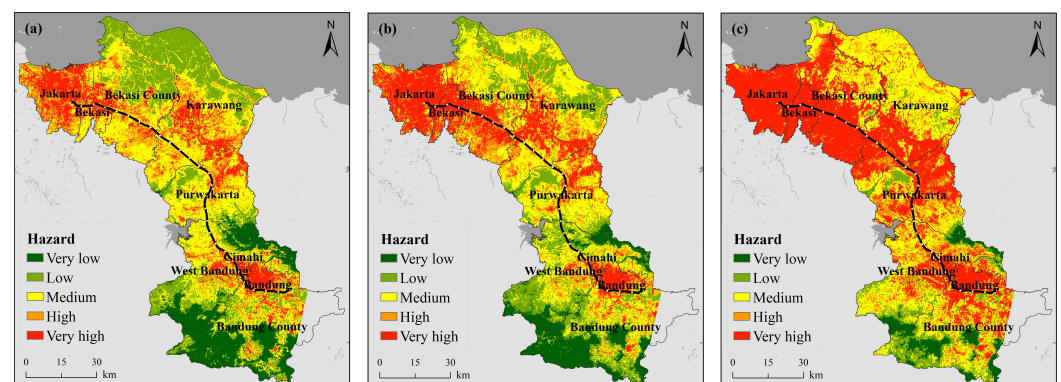 (a)
N
Jakarta
Bekasi
Bekasi County
Karawang
Purwakarta
Cimahi
West Bandung
Bandung
Bandung County
Hazard
Very low
Low
Medium
High
Very high
0 15 30
km
(b)
N
Jakarta
Bekasi
Bekasi County
Karawang
Purwakarta
Cimahi
West Bandung
Bandung
Bandung County
Hazard
Very low
Low
Medium
High
Very high
0 15 30
km
(c)
N
Jakarta
Bekasi
Bekasi County
Karawang
Purwakarta
Cimahi
West Bandung
Bandung
Bandung County
Hazard
Very low
Low
Medium
High
Very high
0 15 30
km